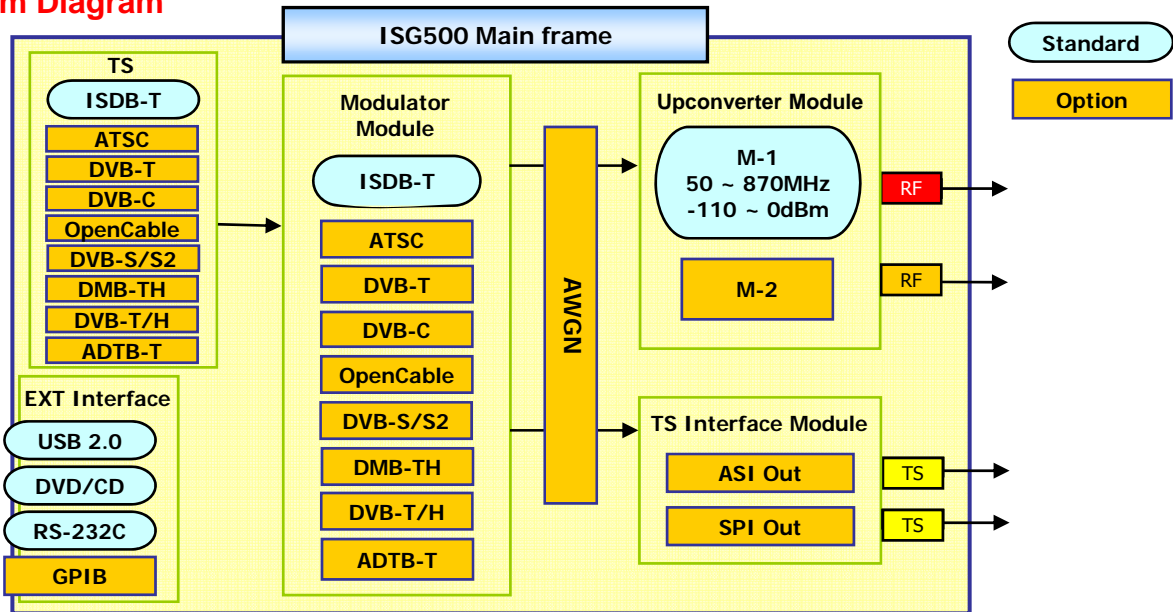 m Diagram
ISG500 Main frame
Standard
Option
TS
ISDB-T
ATSC
DVB-T
DVB-C
OpenCable
DVB-S/S2
DMB-TH
DVB-T/H
ADTB-T
EXT Interface
USB 2.0
DVD/CD
RS-232C
GPIB
Modulator
Module
ISDB-T
ATSC
DVB-T
DVB-C
OpenCable
DVB-S/S2
DMB-TH
DVB-T/H
ADTB-T
AWGN
Upconverter Module
M-1
50 ~ 870MHz
-110 ~ 0dBm
M-2
RF
RF
TS Interface Module
ASI Out
SPI Out
TS
TS